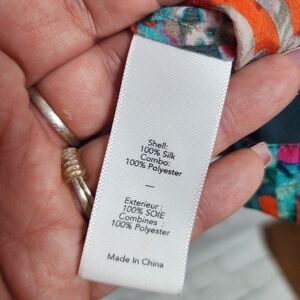 Shell:
100% Silk
Combo:
100% Polyester
—
Exterieur :
100% SOIE
Combines :
100% Polyester
Made In China